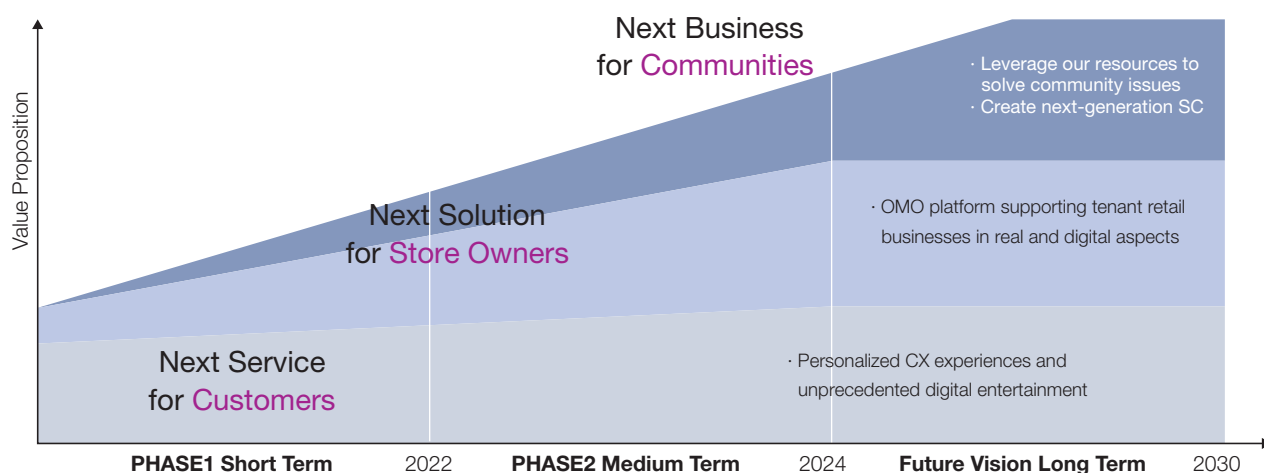 Value Proposition
Next Business
for Communities
· Leverage our resources to
solve community issues
· Create next-generation SC
Next Solution
for Store Owners
· OMO platform supporting tenant retail
businesses in real and digital aspects
Next Service
for Customers
· Personalized CX experiences and
unprecedented digital entertainment
PHASE1 Short Term 2022 PHASE2 Medium Term 2024 Future Vision Long Term 2030